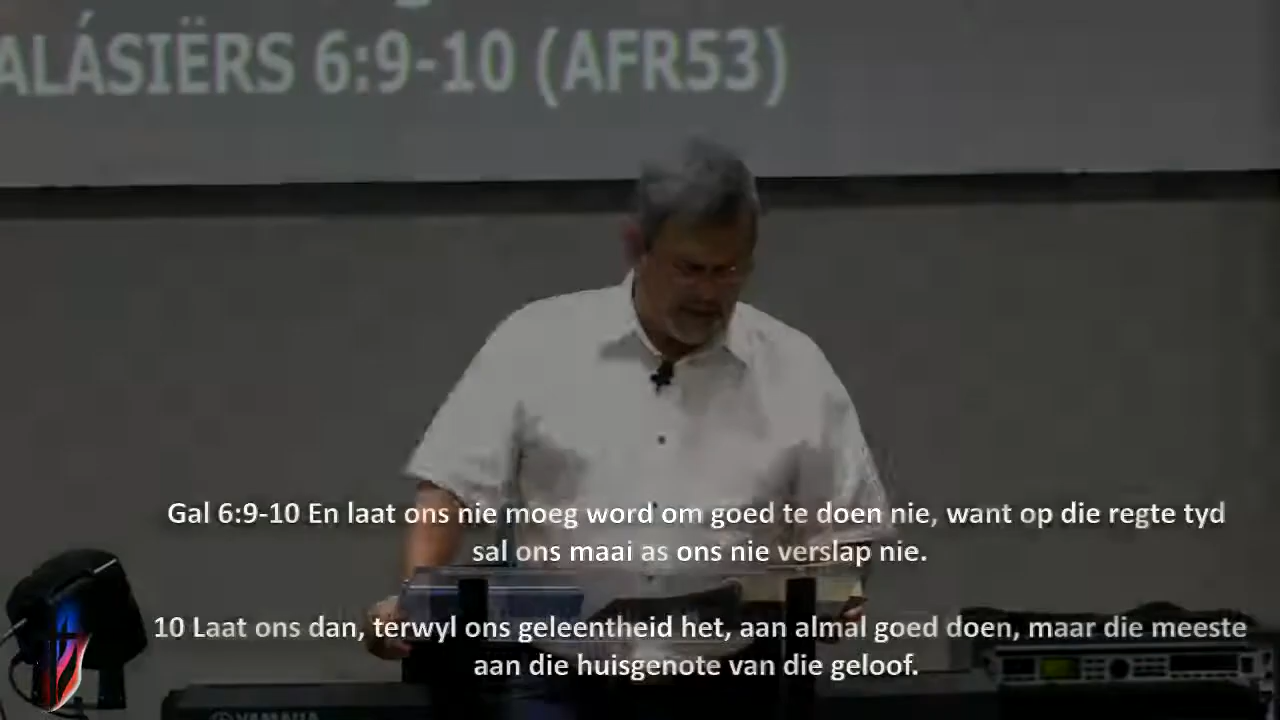 ALÁSIËRS 6:9-10 (AFR53)
Gal 6:9-10 En laat ons nie moeg word om goed te doen nie, want op die regte tyd
sal ons maai as ons nie verslap nie.
10 Laat ons dan, terwyl ons geleentheid het, aan almal goed doen, maar die meeste
aan die huisgenote van die geloof.
YAMAHA